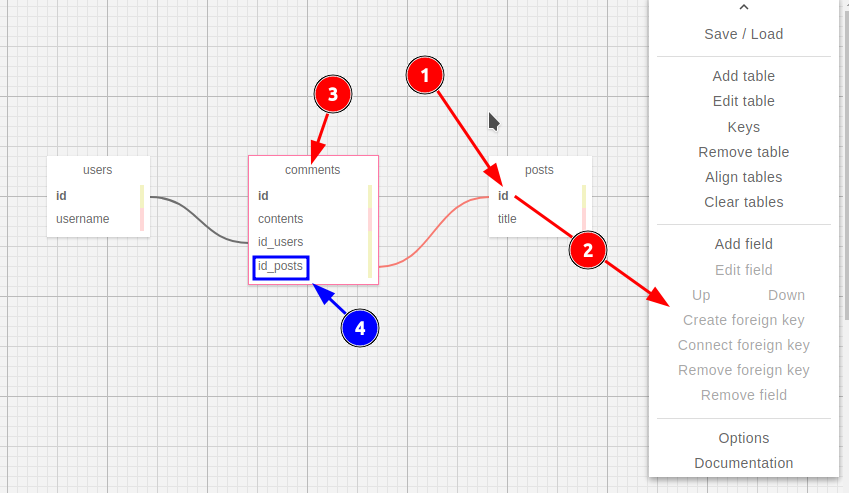 Save / Load
Add table
Edit table
Keys
Remove table
Align tables
Clear tables
Add field
Edit field
Up Down
Create foreign key
Connect foreign key
Remove foreign key
Remove field
Options
Documentation
1
3
2
4
users
id
username
comments
id
contents
id_users
id_posts
posts
id
title